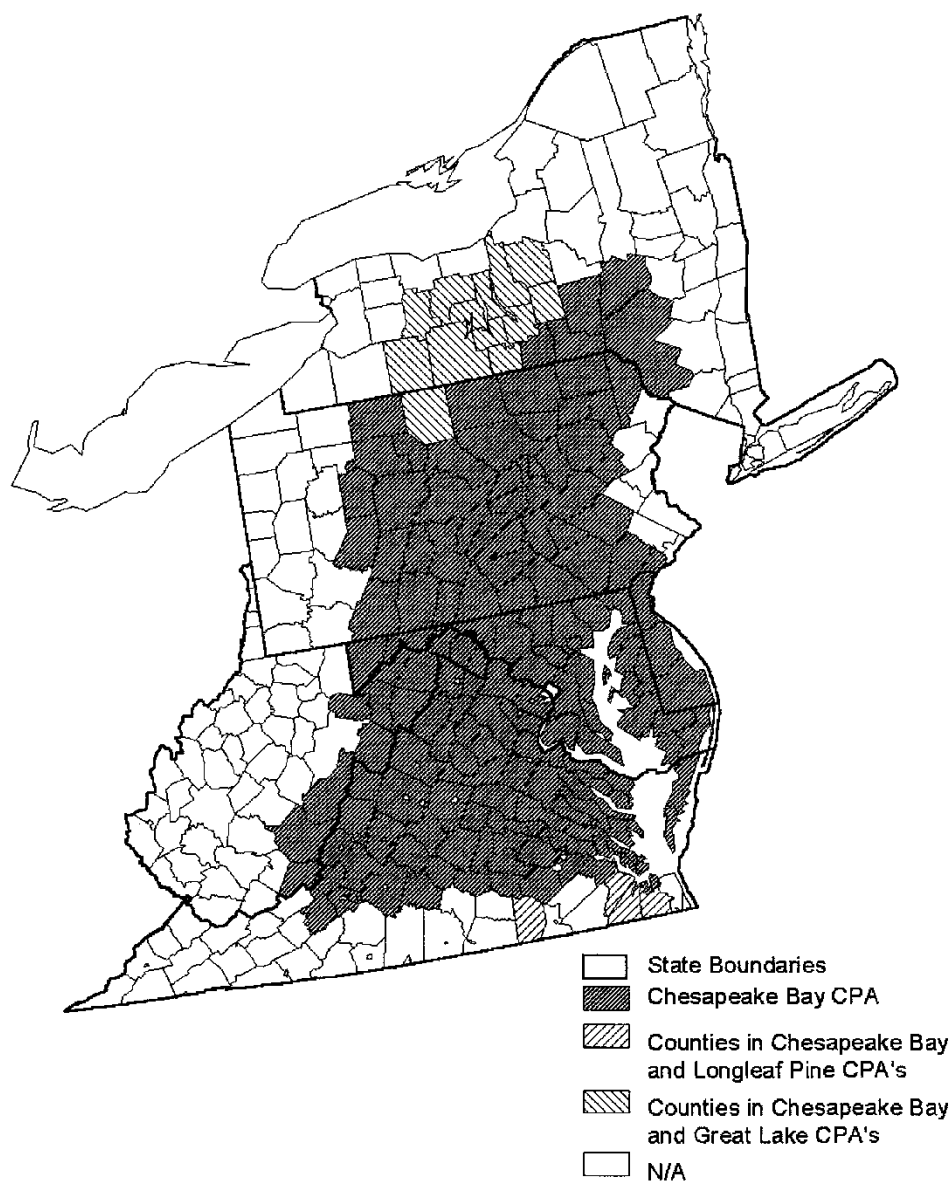 State Boundaries
Chesapeake Bay CPA
Counties in Chesapeake Bay
and Longleaf Pine CPA's
Counties in Chesapeake Bay
and Great Lake CPA's
N/A